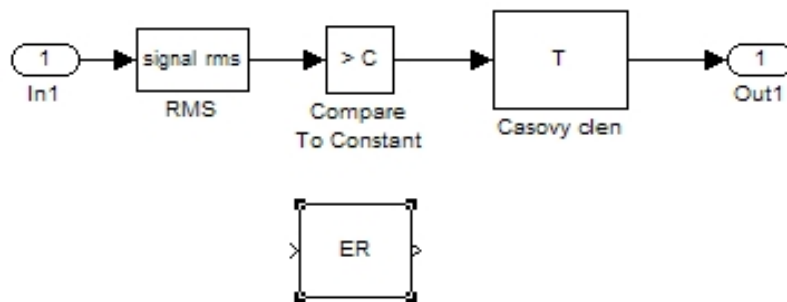 1
signal rms
> C
T
1
In1
RMS
Compare
To Constant
Casovy clen
Out1
ER